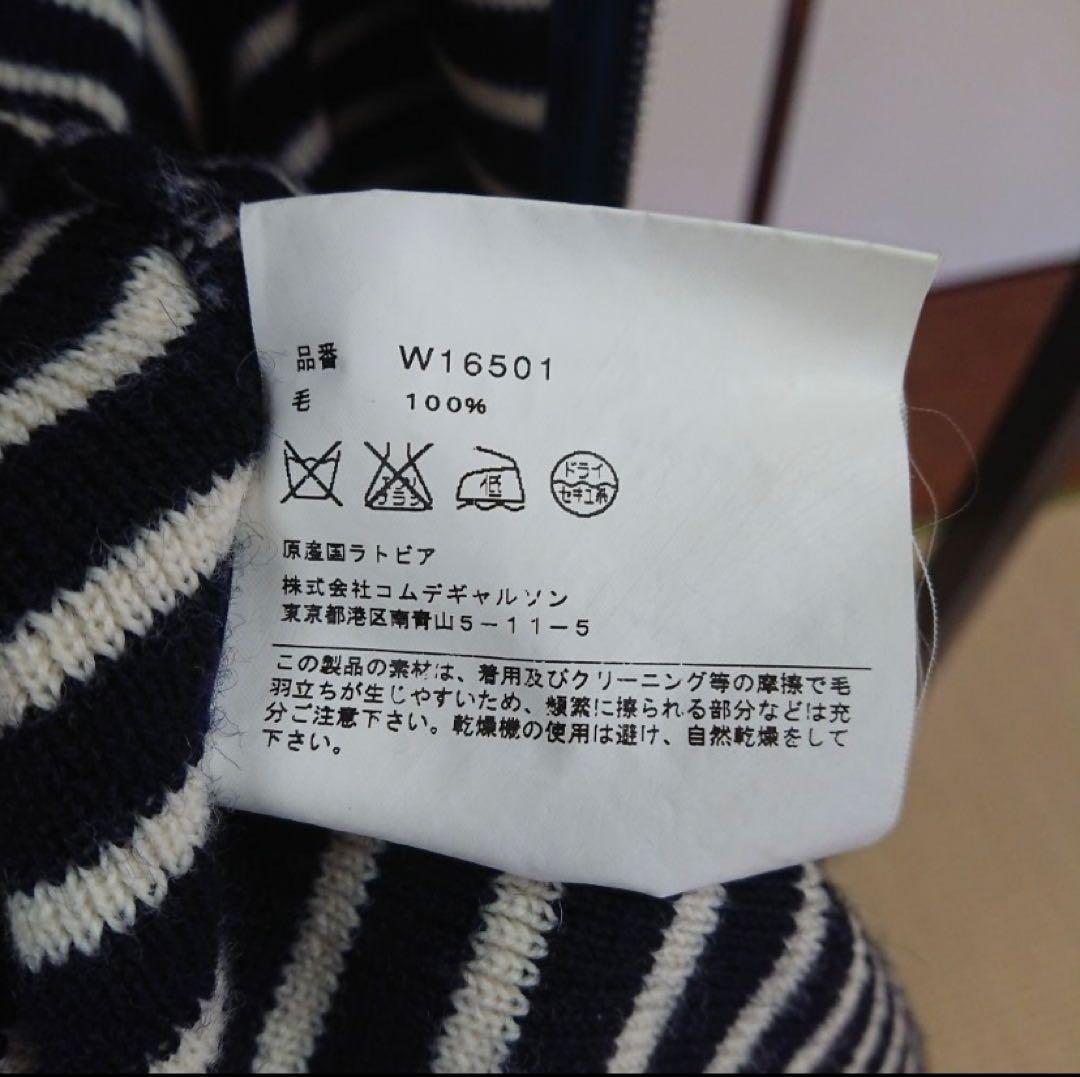 品番 W16501
毛 100%
低
ドライ
セキユ系
原産国ラトビア
株式会社コムデギャルソン
東京都港区南青山5-11-5
この製品の素材は、着用及びクリーニング等の摩擦で毛
羽立ちが生じやすいため、頻繁に擦られる部分などは充
分ご注意下さい。乾燥機の使用は避け、自然乾燥をして
下さい。